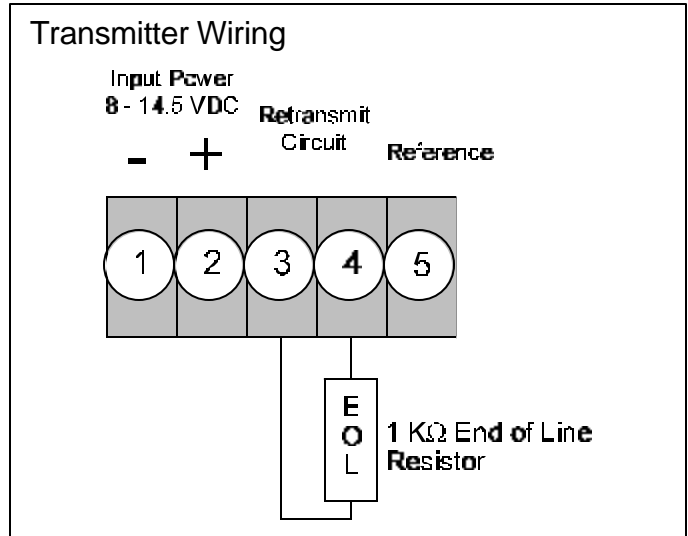 Transmitter Wiring
Input Power
8 - 14.5 VDC
Retransmit
Circuit
Reference
- +
1 2 3 4 5
E
O
L
1 KΩ End of Line
Resistor